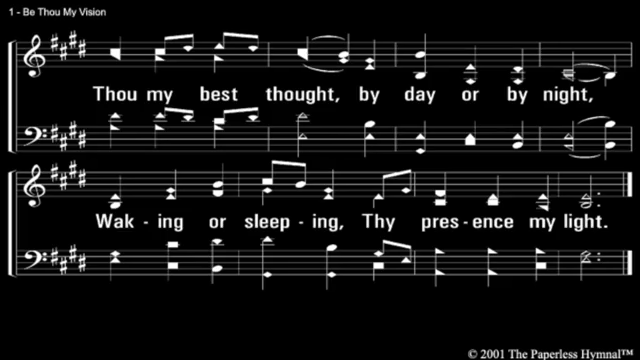 1 - Be Thou My Vision
Thou my best thought, by day or by night,
Wak - ing or sleep - ing, Thy pres - ence my light.
© 2001 The Paperless Hymnal™